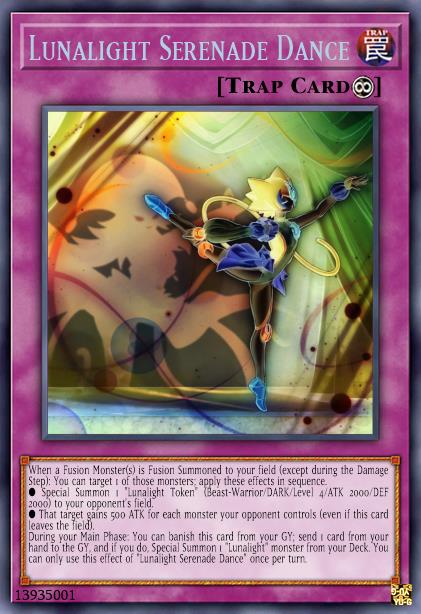 LUNALIGHT SERENADE DANCE
TRAP
罠
[TRAP CARD♾]
When a Fusion Monster(s) is Fusion Summoned to your field (except during the Damage
Step): You can target 1 of those monsters; apply these effects in sequence.
● Special Summon 1 "Lunalight Token" (Beast-Warrior/DARK/Level 4/ATK 2000/DEF
2000) to your opponent's field.
● That target gains 500 ATK for each monster your opponent controls (even if this card
leaves the field).
During your Main Phase: You can banish this card from your GY; send 1 card from your
hand to the GY, and if you do, Special Summon 1 "Lunalight" monster from your Deck. You
can only use this effect of "Lunalight Serenade Dance" once per turn.
13935001